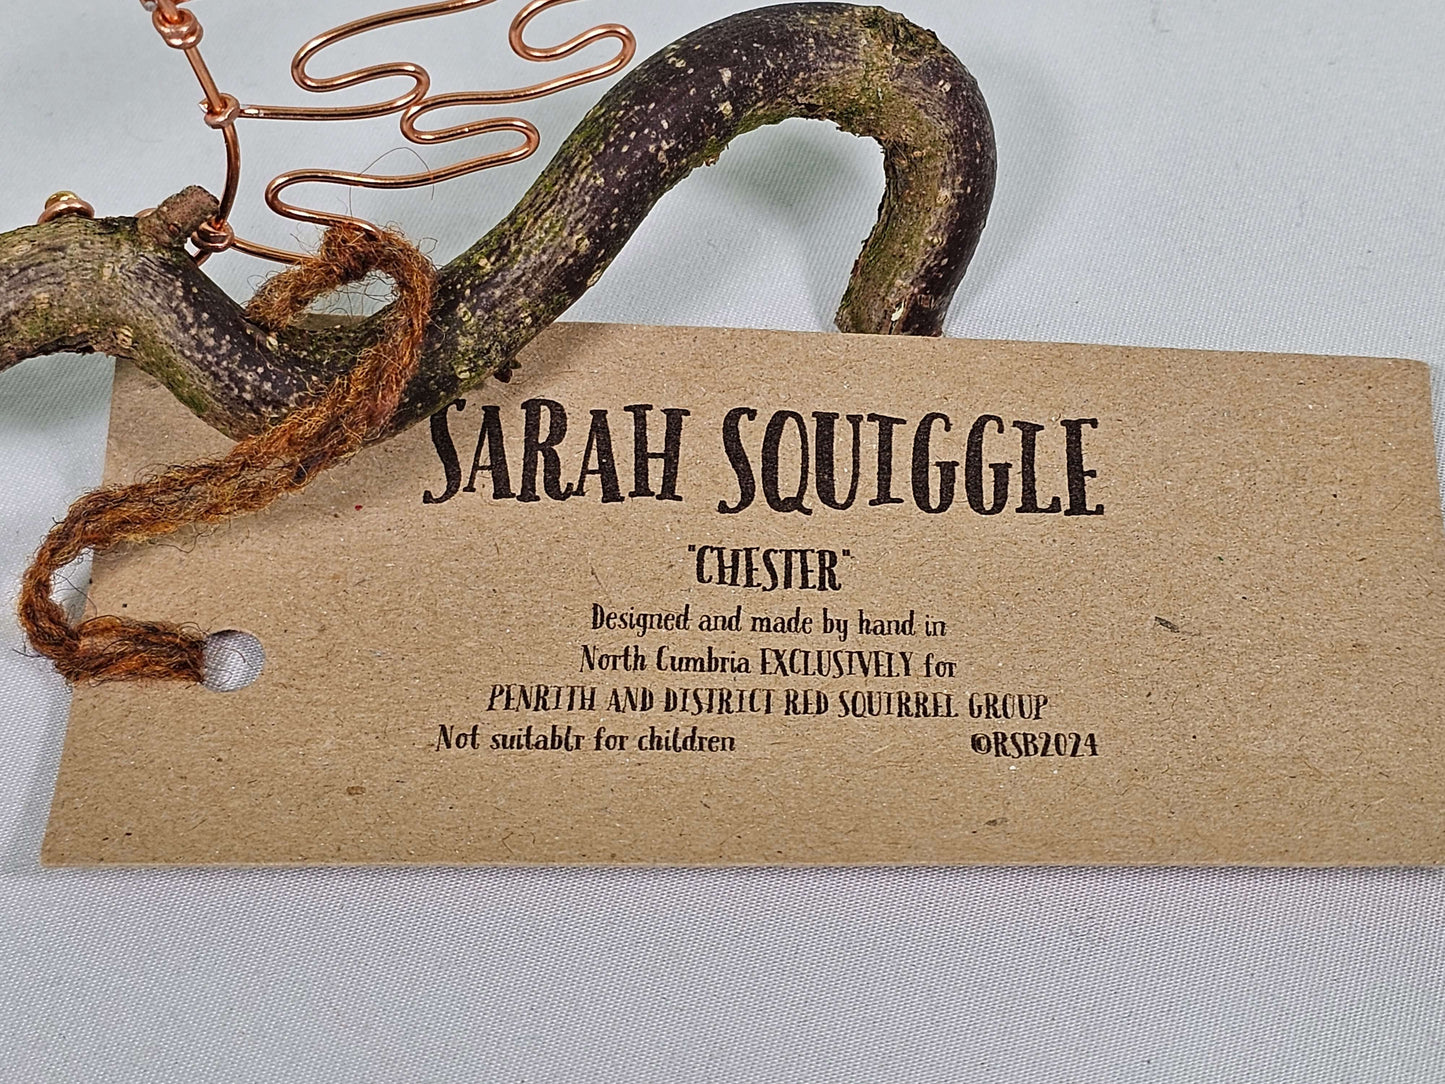 SARAH SQUIGGLE
"CHESTER"
Designed and made by hand in
North Cumbria EXCLUSIVELY for
PENRITH AND DISTRICT RED SQUIRREL GROUP
Not suitablr for children ©RSB2024